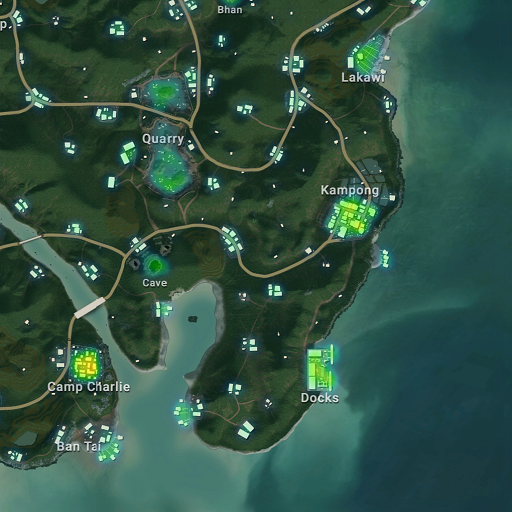 Bhan
p.
Lakawi
Quarry
Kampong
Cave
Camp Charlie
Docks
Ban Tai